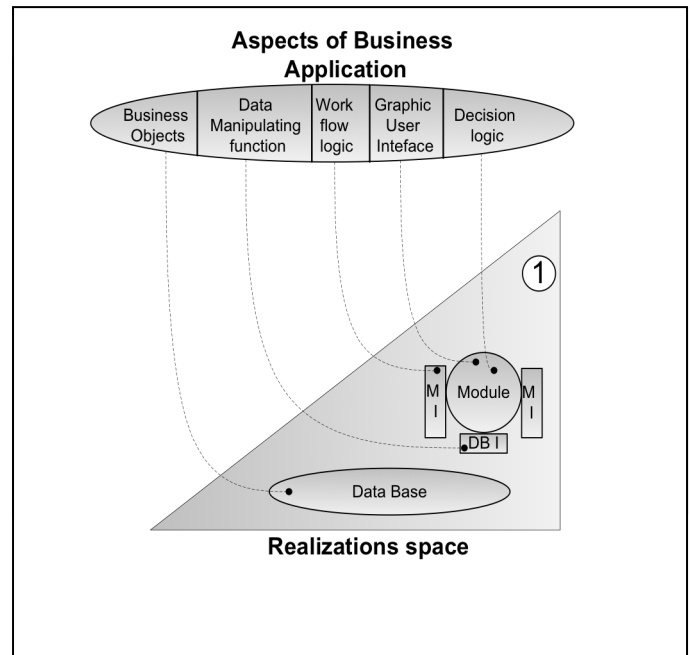 Aspects of Business
Application
Business
Objects
Data
Manipulating
function
Work
flow
logic
Graphic
User
Inteface
Decision
logic
1
M
I
Module
M
I
DB I
Data Base
Realizations space